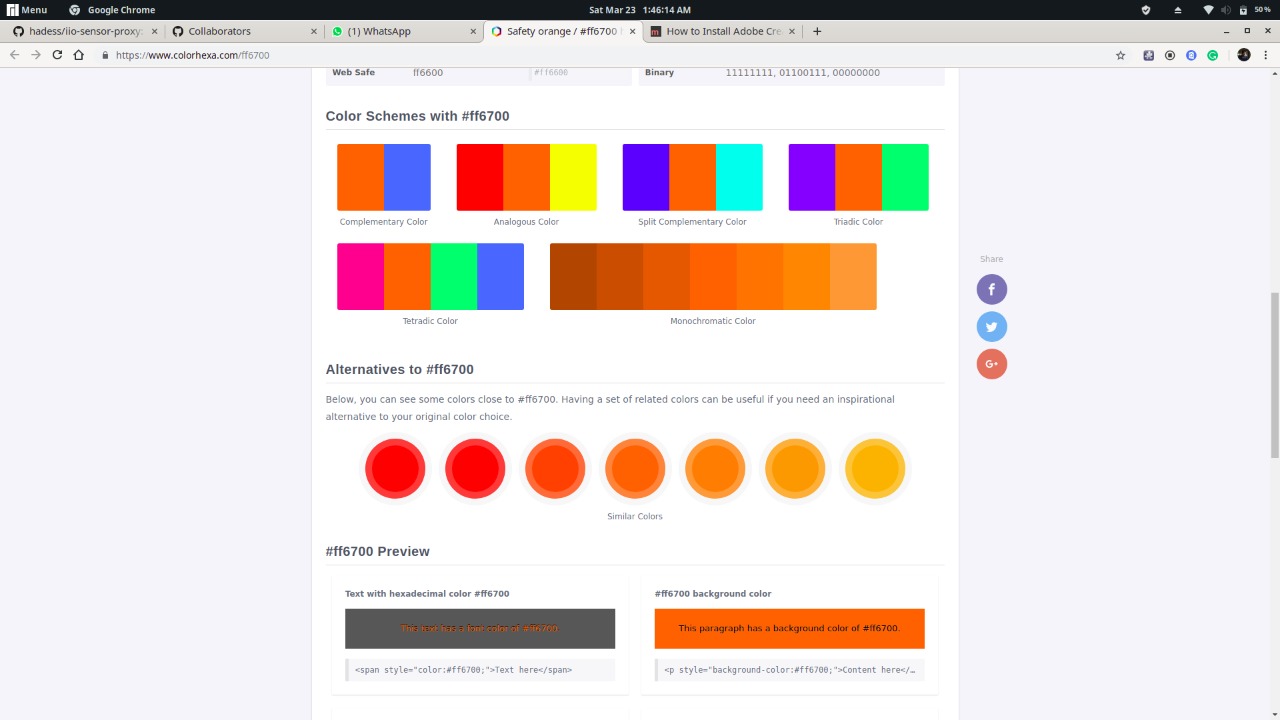 Menu Google Chrome Sat Mar 23 1:46:14 AM 50 %
hadess/iio-sensor-proxy: Collaborators (1) WhatsApp Safety orange / #ff6700 How to Install Adobe Cre
https://www.colorhexa.com/ff6700
Web Safe ff6600 #ff6600 Binary 11111111, 01100111, 00000000
Color Schemes with #ff6700
Complementary Color Analogous Color Split Complementary Color Triadic Color
Tetradic Color Monochromatic Color
Share
Alternatives to #ff6700
Below, you can see some colors close to #ff6700. Having a set of related colors can be useful if you need an inspirational
alternative to your original color choice.
Similar Colors
#ff6700 Preview
Text with hexadecimal color #ff6700 #ff6700 background color
This text has a font color of #ff6700. This paragraph has a background color of #ff6700.
<span style="color:#ff6700;">Text here</span> <p style="background-color:#ff6700;">Content here</…